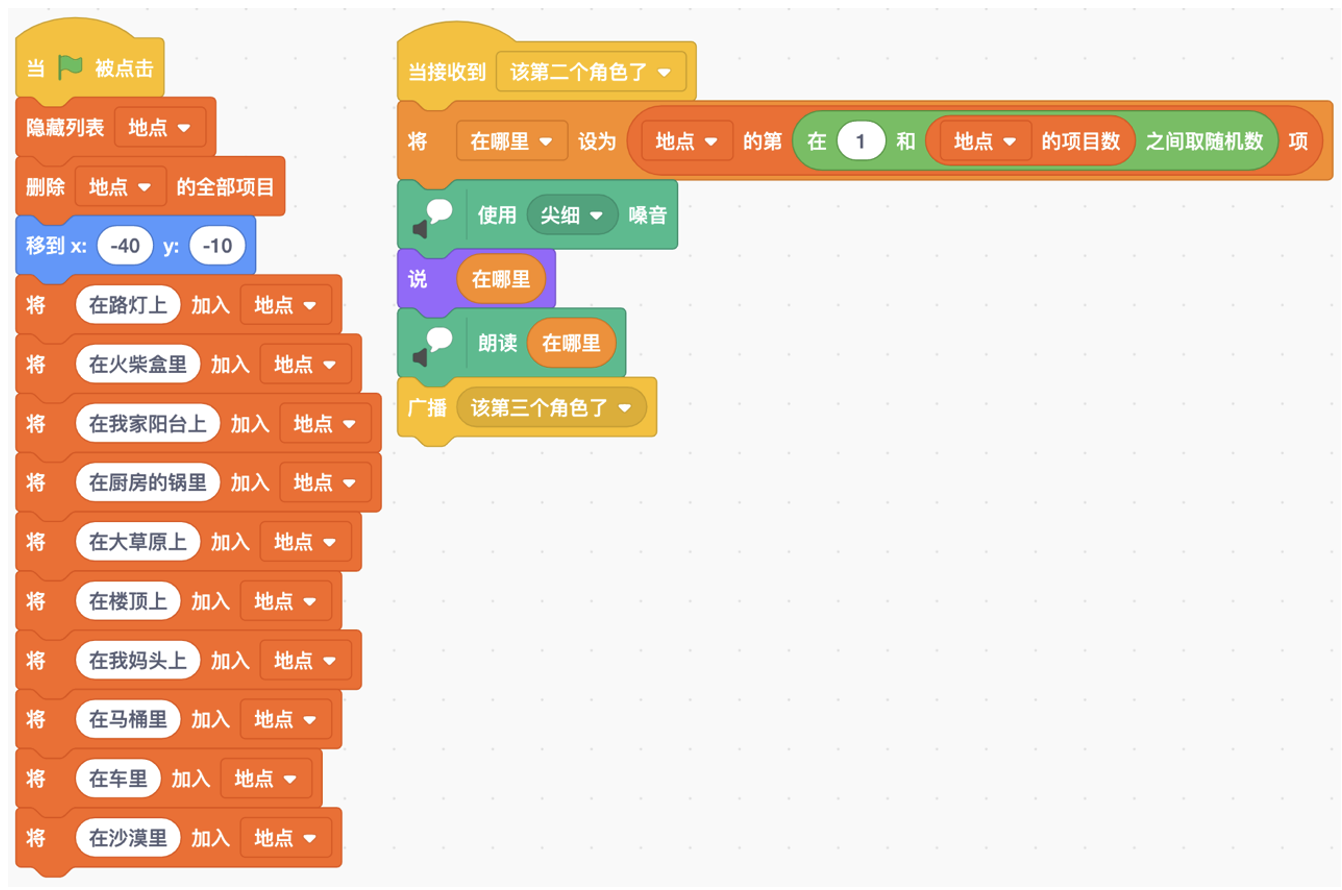 当 被点击
隐藏列表 地点
删除 地点 的全部项目
移到 x: -40 y: -10
将 在路灯上 加入 地点
将 在火柴盒里 加入 地点
将 在我家阳台上 加入 地点
将 在厨房的锅里 加入 地点
将 在大草原上 加入 地点
将 在楼顶上 加入 地点
将 在我妈头上 加入 地点
将 在马桶里 加入 地点
将 在车里 加入 地点
将 在沙漠里 加入 地点
当接收到 该第二个角色了
将 在哪里 设为 地点 的第 在 1 和 地点 的项目数 之间取随机数 项
使用 尖细 嗓音
说 在哪里
朗读 在哪里
广播 该第三个角色了